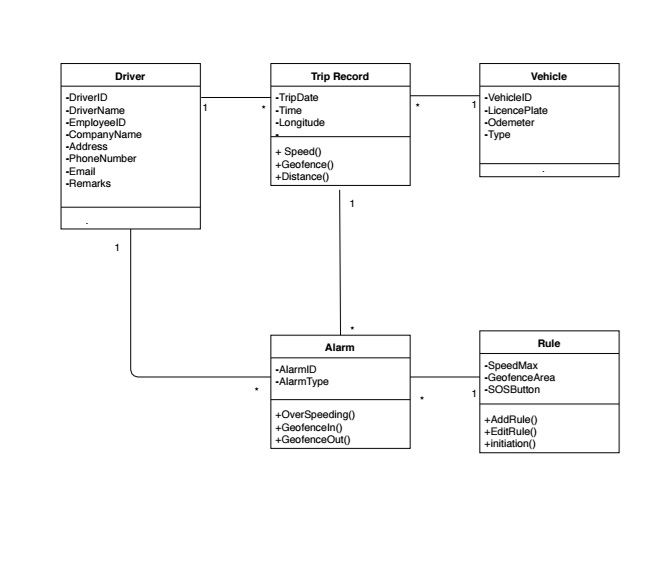 Driver
-DriverID
-DriverName
-EmployeeID
-CompanyName
-Address
-PhoneNumber
-Email
-Remarks
.
1
*
Trip Record
-TripDate
-Time
-Longitude
-
+ Speed()
+Geofence()
+Distance()
*
1
Vehicle
-VehicleID
-LicencePlate
-Odemeter
-Type
.
1
1
*
*
Alarm
-AlarmID
-AlarmType
+OverSpeeding()
+GeofenceIn()
+GeofenceOut()
*
1
Rule
-SpeedMax
-GeofenceArea
-SOSButton
+AddRule()
+EditRule()
+initiation()